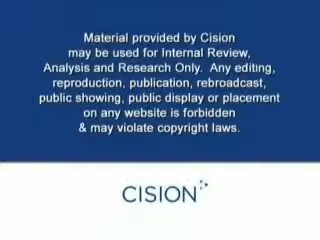 Material provided by Cision
may be used for Internal Review,
Analysis and Research Only.  Any editing,
reproduction, publication, rebroadcast,
public showing, public display or placement
on any website is forbidden
& may violate copyright laws.
CISION